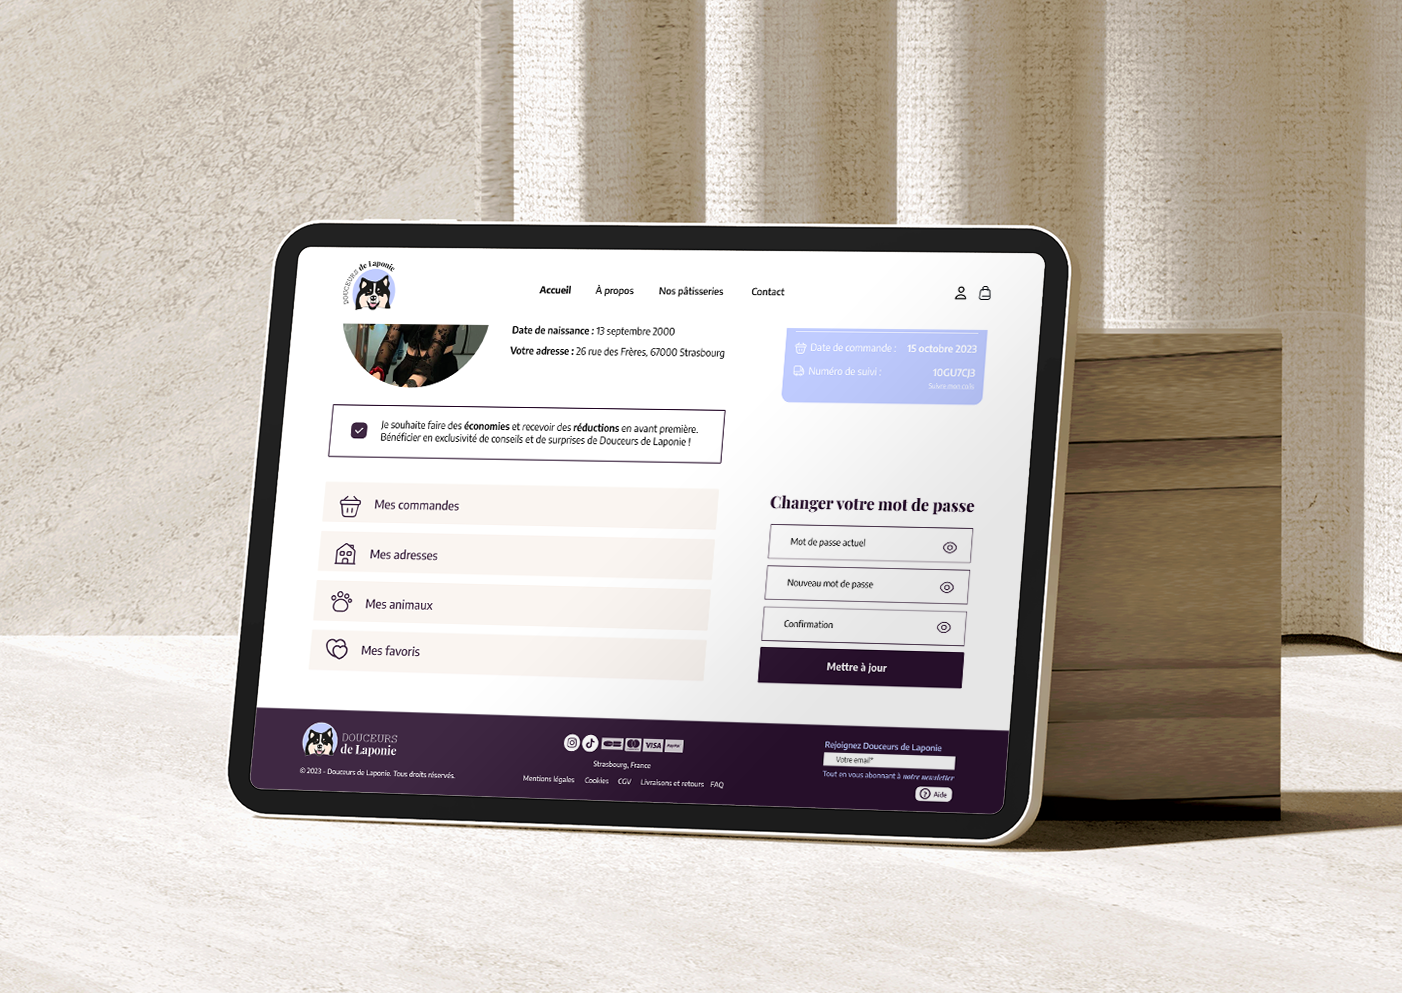 DOUCEURS de Laponie
Accueil
À propos
Nos pâtisseries
Contact
Date de naissance : 13 septembre 2000
Votre adresse : 26 rue des Frères, 67000 Strasbourg
Date de commande : 15 octobre 2023
Numéro de suivi : 10GU7CJ3
Suivre mon colis
Je souhaite faire des économies et recevoir des réductions en avant première.
Bénéficier en exclusivité de conseils et de surprises de Douceurs de Laponie !
Mes commandes
Mes adresses
Mes animaux
Mes favoris
Changer votre mot de passe
Mot de passe actuel
Nouveau mot de passe
Confirmation
Mettre à jour
DOUCEURS
de Laponie
© 2023 - Douceurs de Laponie. Tous droits réservés.
VISA
PayPal
Strasbourg, France
Mentions légales
Cookies
CGV
Livraisons et retours
FAQ
Rejoignez Douceurs de Laponie
Votre email*
Tout en vous abonnant à notre newsletter
Aide